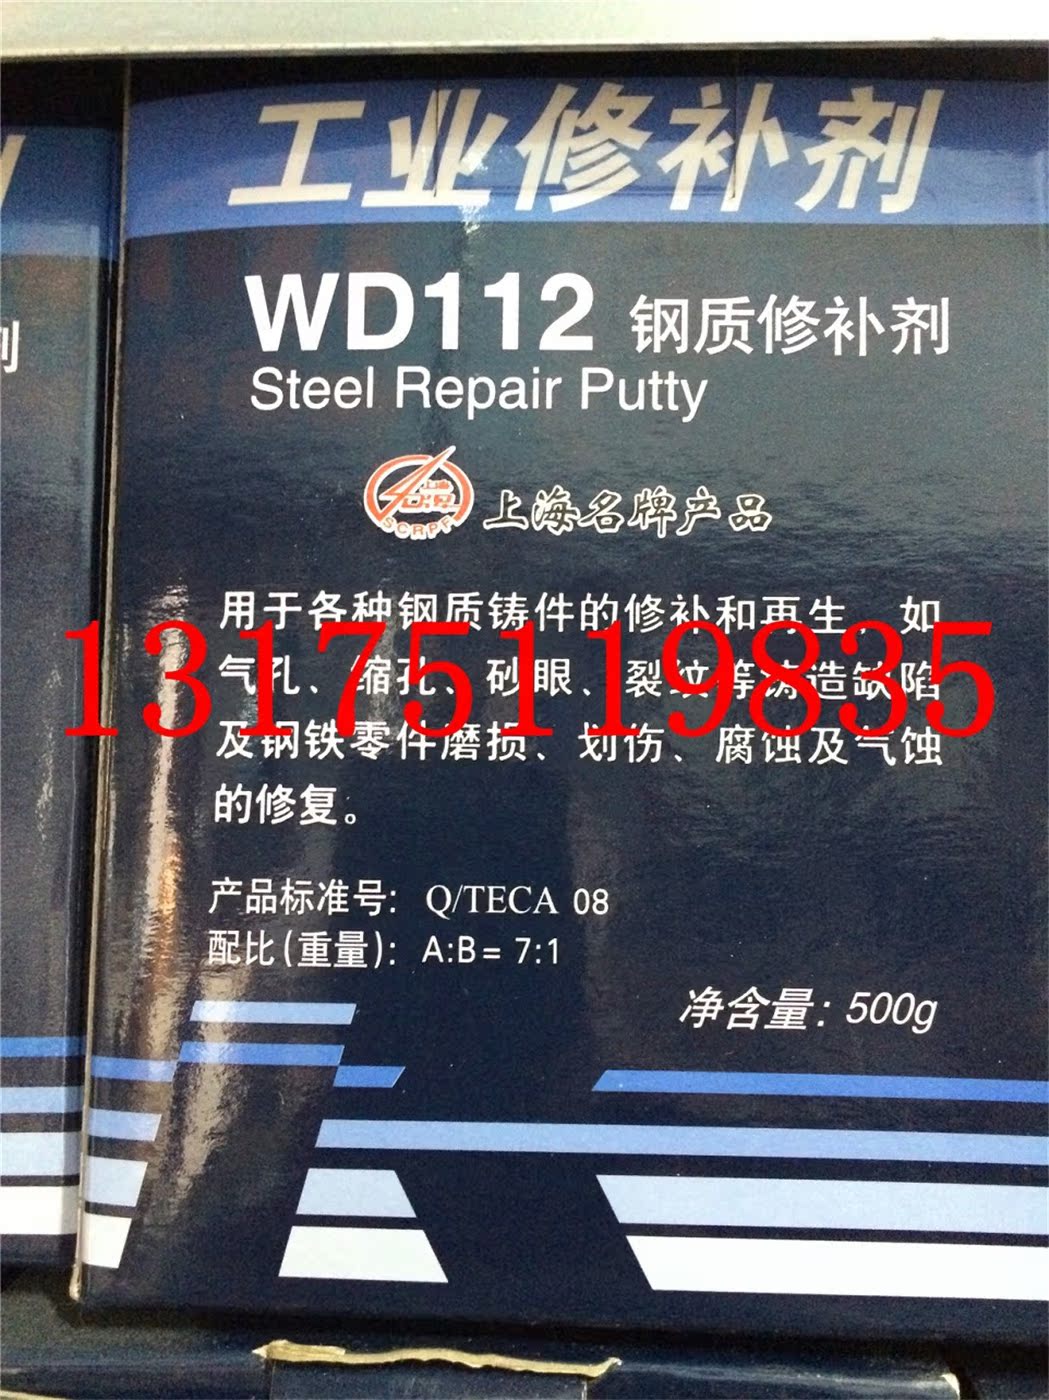 工业修补剂
WD112 钢质修补剂
Steel Repair Putty
SCRPF
上海名牌产品
用于各种钢质铸件的修补和再生，如
气孔、缩孔、砂眼、裂纹等铸造缺陷
13175119835
及钢铁零件磨损、划伤、腐蚀及气蚀
的修复。
产品标准号：Q/TECA 08
配比(重量)：A:B= 7:1
净含量：500g
剂